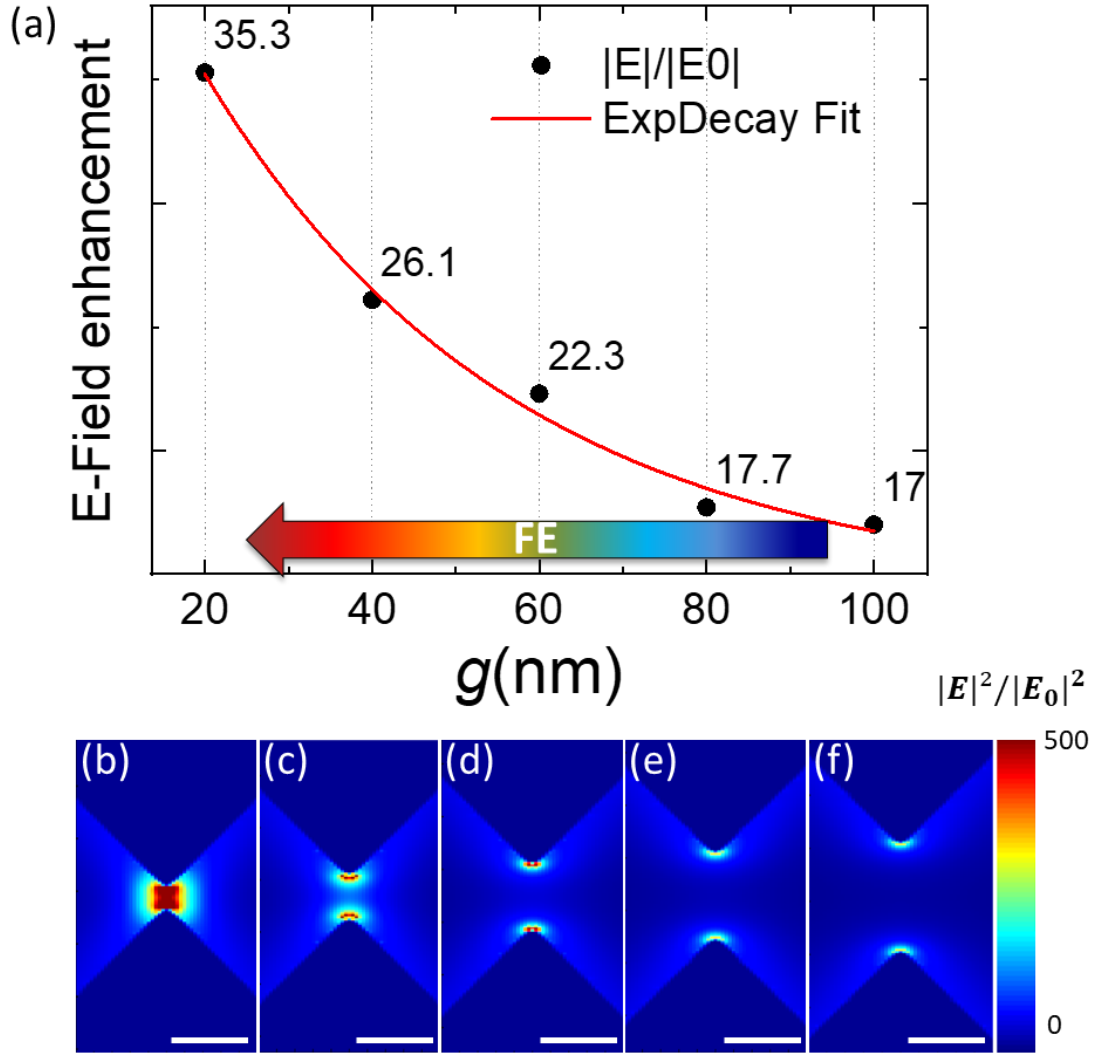 (a)
35.3
|E|/|E0|
ExpDecay Fit
26.1
22.3
17.7
17
FE
E-Field enhancement
20 40 60 80 100
g(nm)
|E|²/|E₀|²
(b) (c) (d) (e) (f)
500
0